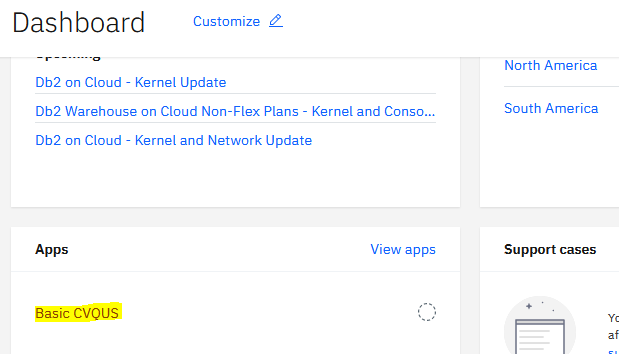 Dashboard
Customize
Upcoming
North America
Db2 on Cloud - Kernel Update
Db2 Warehouse on Cloud Non-Flex Plans - Kernel and Conso...
South America
Db2 on Cloud - Kernel and Network Update
Apps
View apps
Support cases
Basic CVQUS